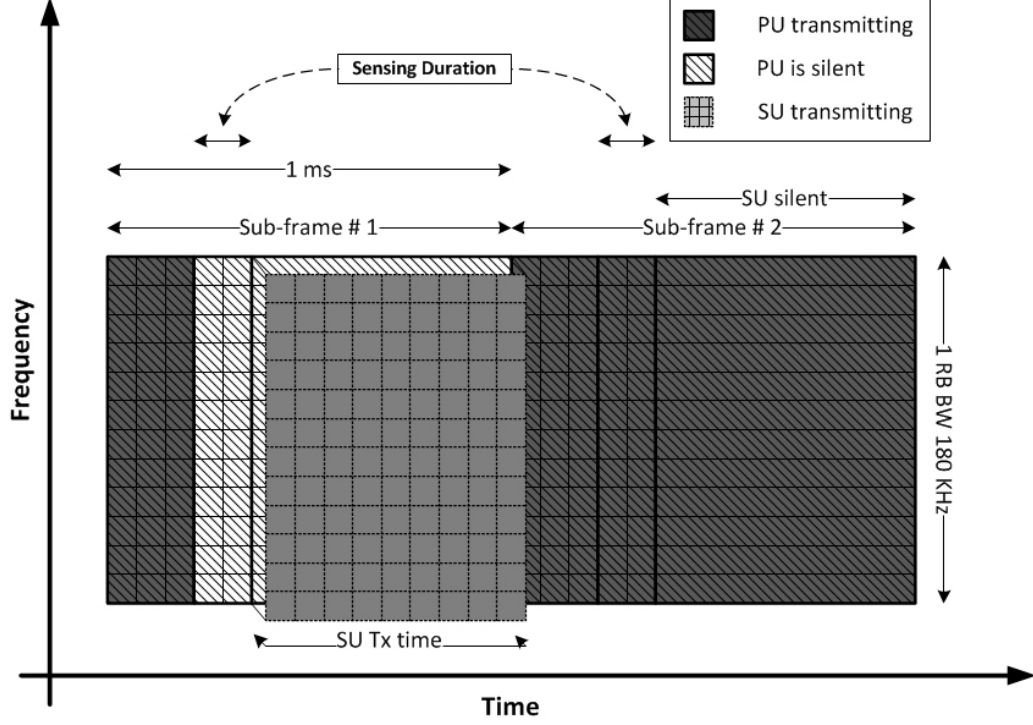 PU transmitting
PU is silent
SU transmitting
Sensing Duration
1 ms
SU silent
Sub-frame # 1
Sub-frame # 2
Frequency
1 RB BW 180 KHz
SU Tx time
Time